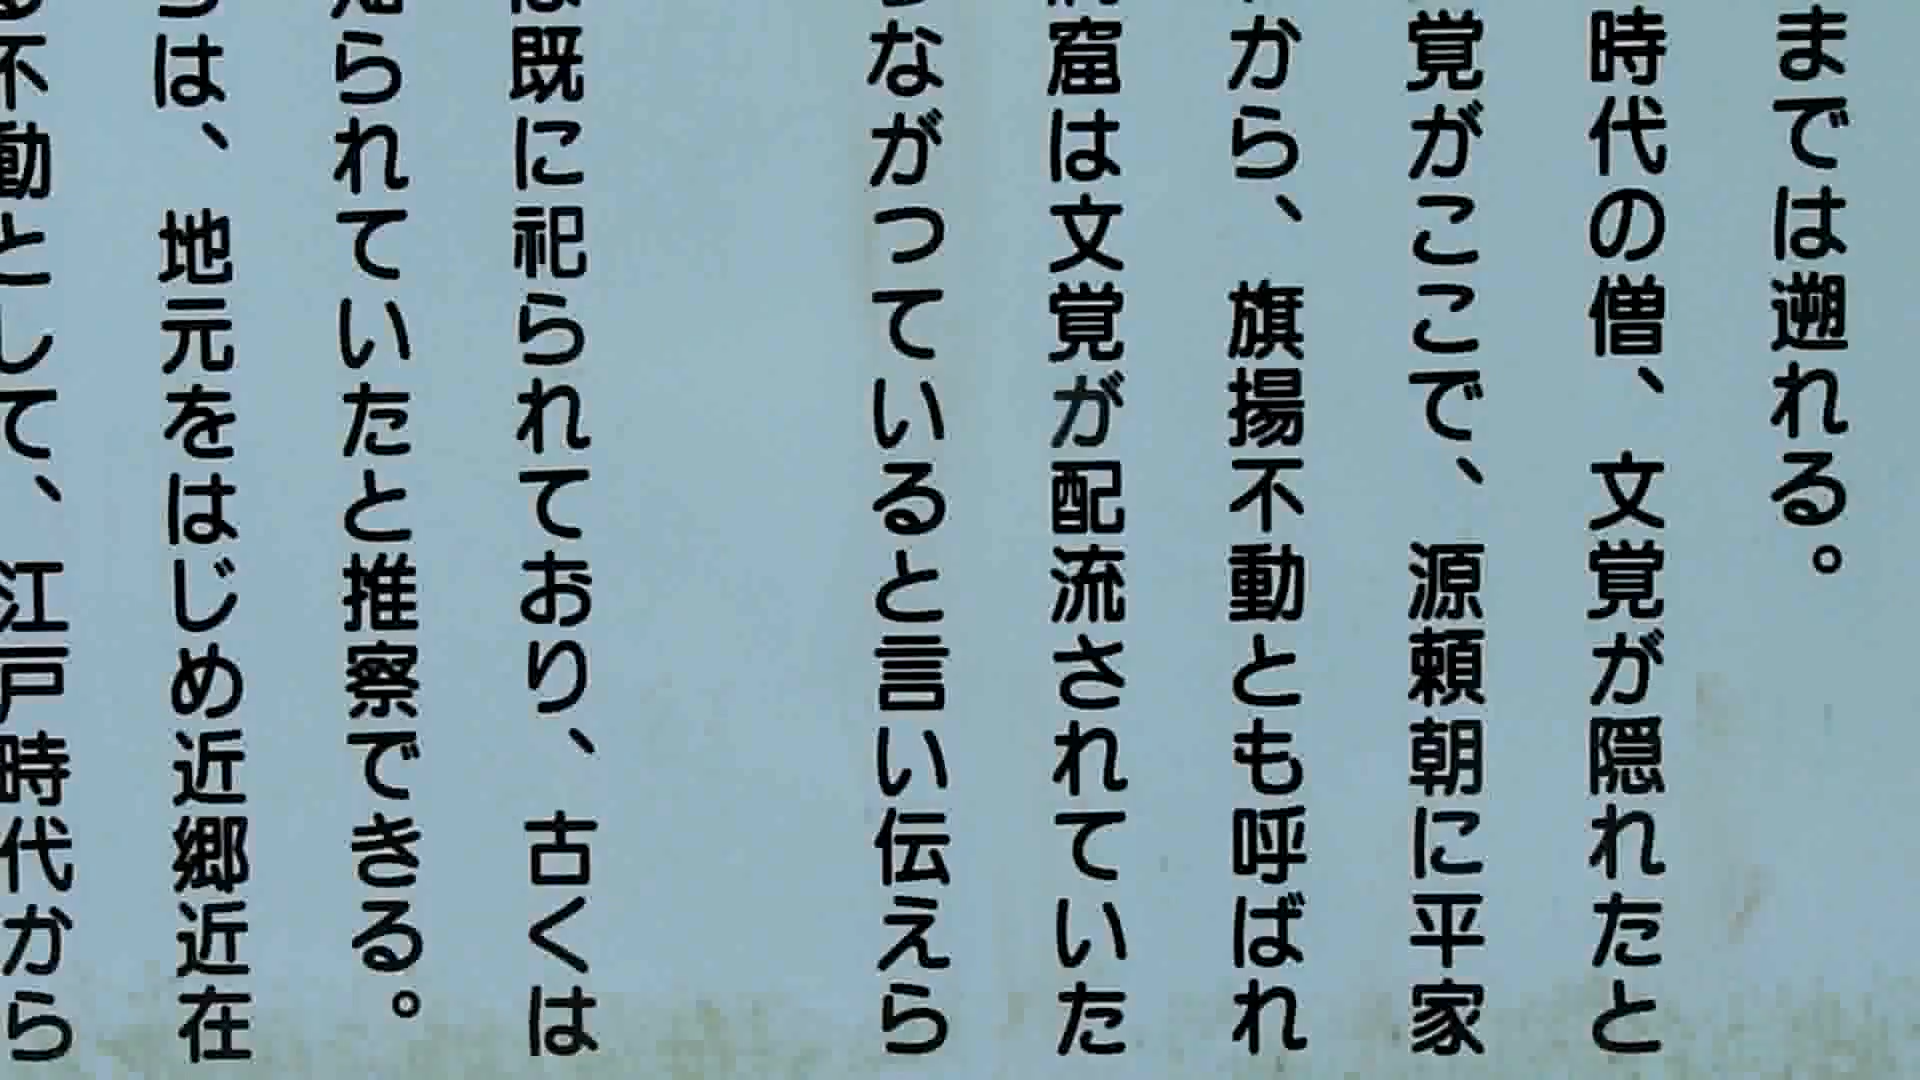 までは遡れる。
時代の僧、文覚が隠れたと
覚がここで、源頼朝に平家
から、旗揚不動とも呼ばれ
窟は文覚が配流されていた
ながつていると言い伝えら
は既に祀られており、古くは
知られていたと推察できる。
らは、地元をはじめ近郷近在
る不動として、江戸時代から